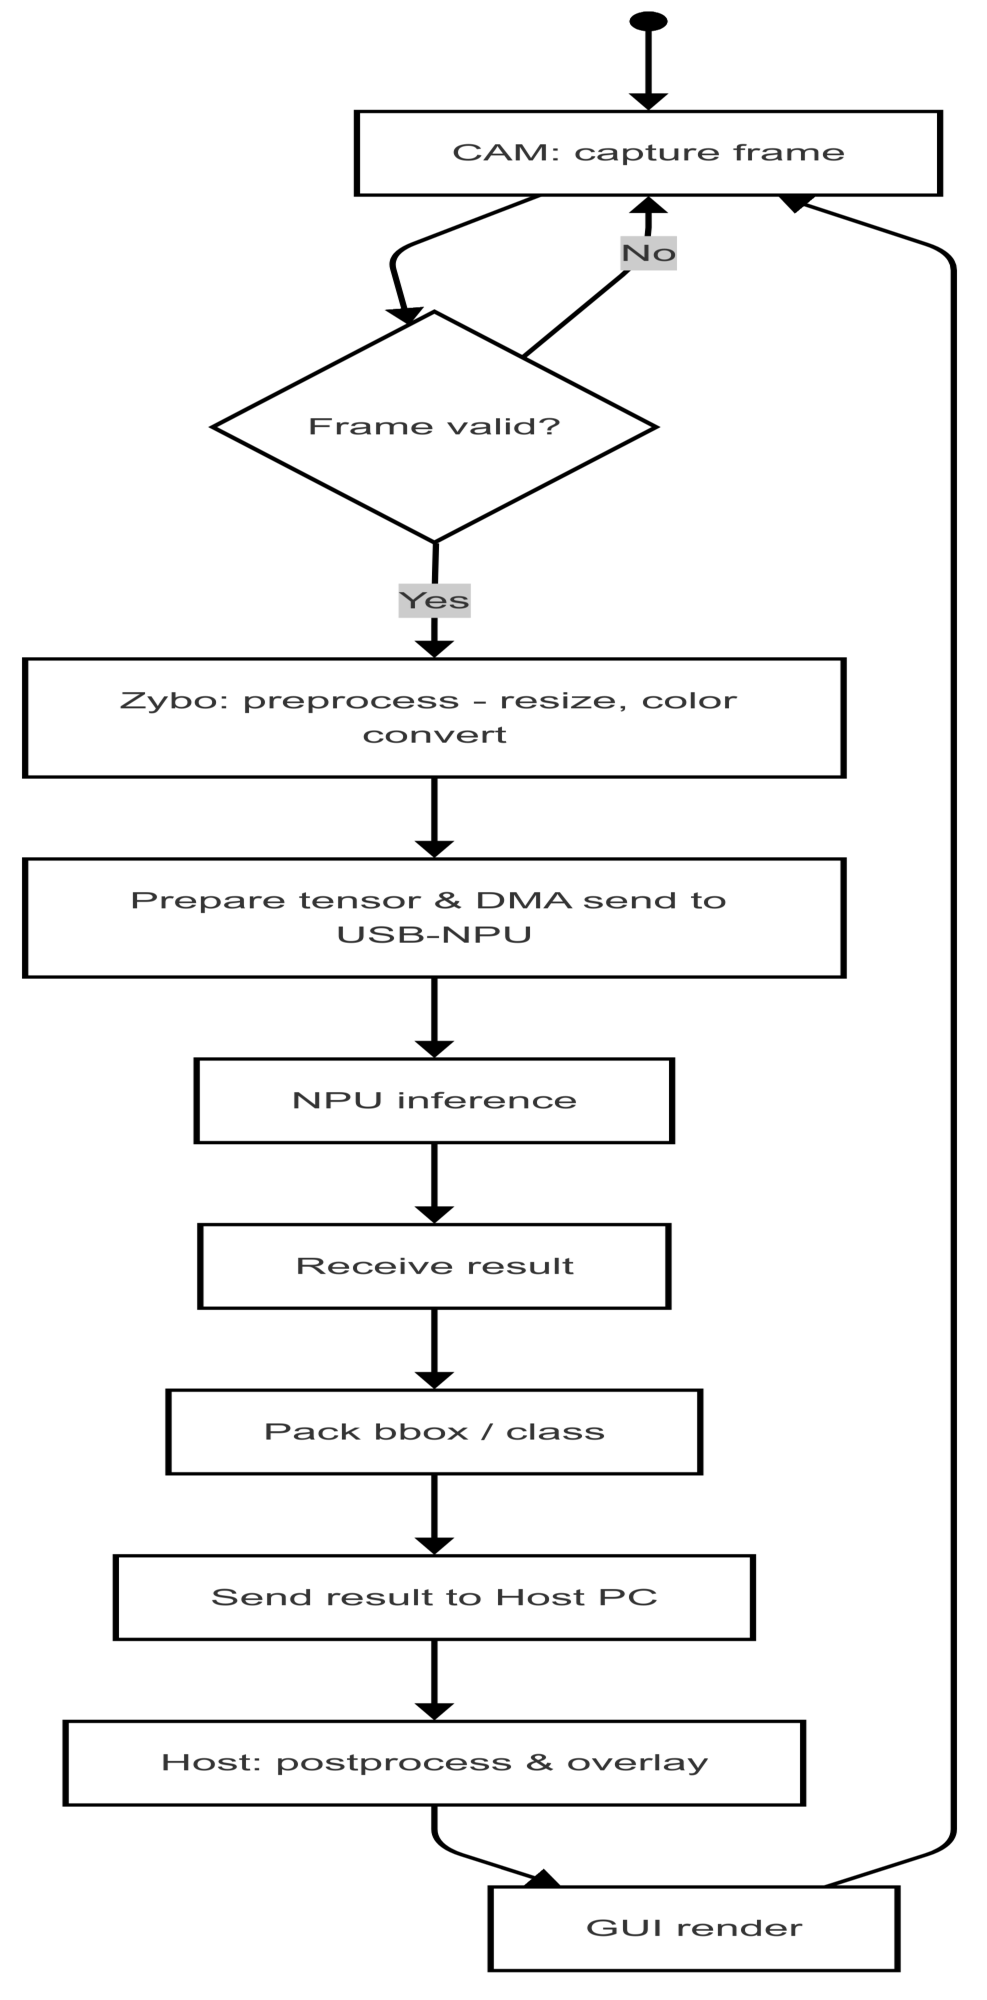 CAM: capture frame
No
Frame valid?
Yes
Zybo: preprocess - resize, color
convert
Prepare tensor & DMA send to
USB-NPU
NPU inference
Receive result
Pack bbox / class
Send result to Host PC
Host: postprocess & overlay
GUI render